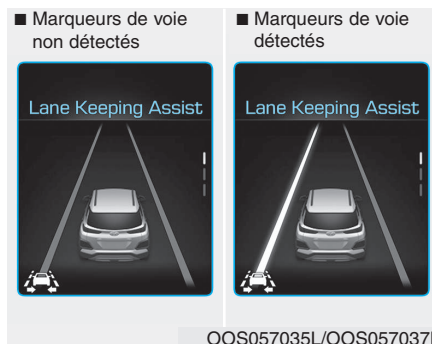 ■ Marqueurs de voie
non détectés
■ Marqueurs de voie
détectés
Lane Keeping Assist
Lane Keeping Assist
OOS057035L/OOS057037L